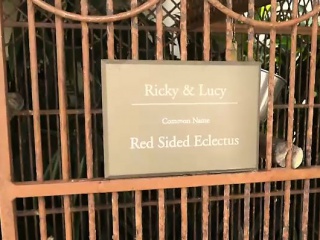 Ricky & Lucy
Common Name
Red Sided Eclectus